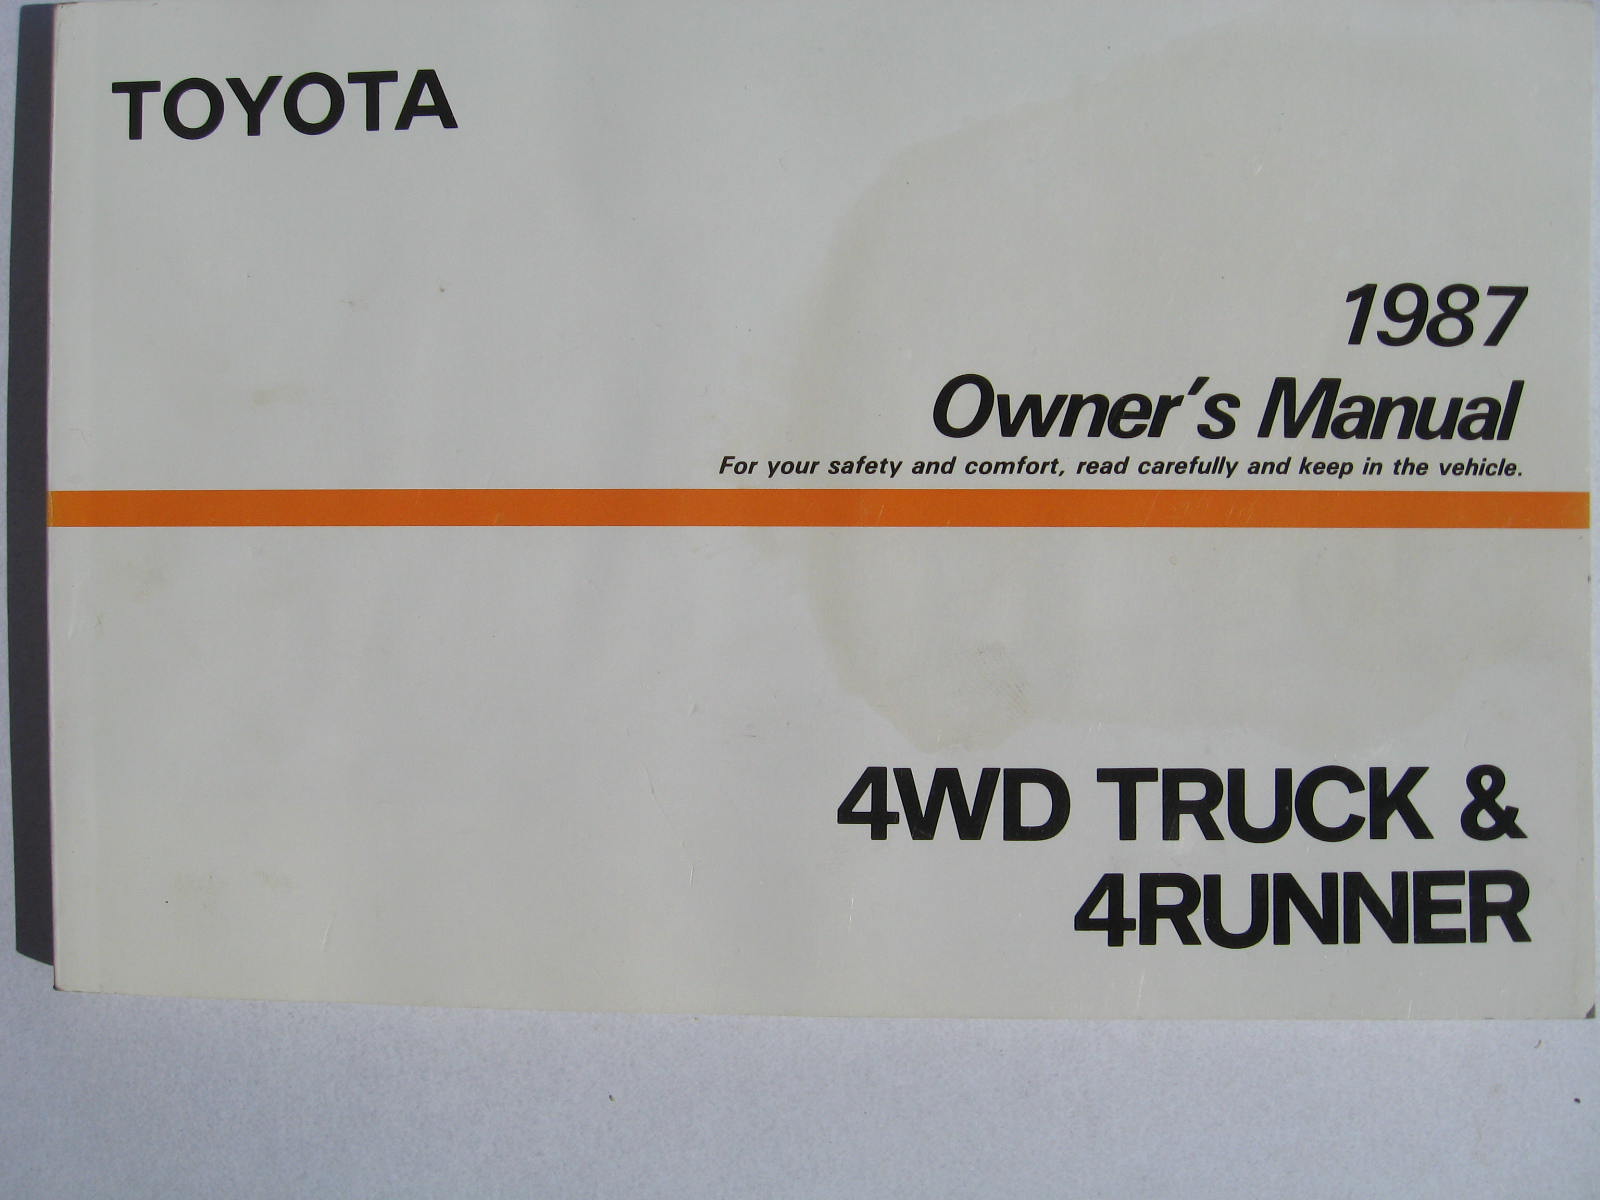 TOYOTA
1987
Owner's Manual
For your safety and comfort, read carefully and keep in the vehicle.
4WD TRUCK &
4RUNNER